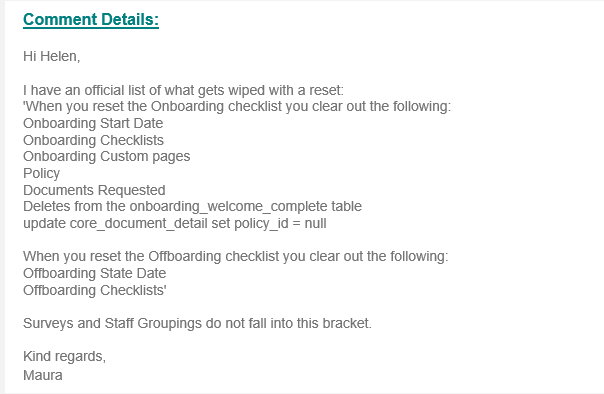 Comment Details:
Hi Helen,
I have an official list of what gets wiped with a reset:
'When you reset the Onboarding checklist you clear out the following:
Onboarding Start Date
Onboarding Checklists
Onboarding Custom pages
Policy
Documents Requested
Deletes from the onboarding_welcome_complete table
update core_document_detail set policy_id = null
When you reset the Offboarding checklist you clear out the following:
Offboarding State Date
Offboarding Checklists'
Surveys and Staff Groupings do not fall into this bracket.
Kind regards,
Maura